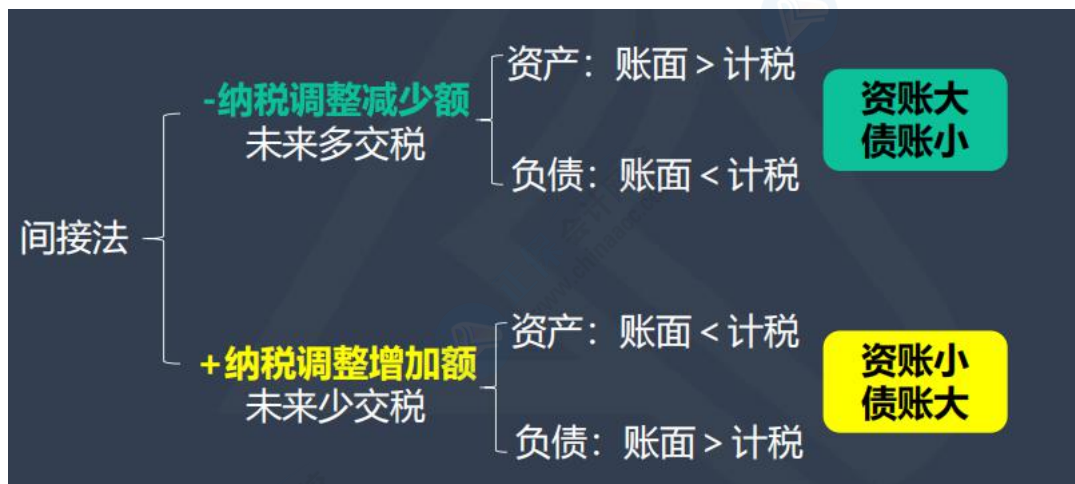 资产：账面 > 计税
-纳税调整减少额
未来多交税
资账大
债账小
负债：账面 < 计税
间接法
资产：账面 < 计税
+纳税调整增加额
未来少交税
资账小
债账大
负债：账面 > 计税